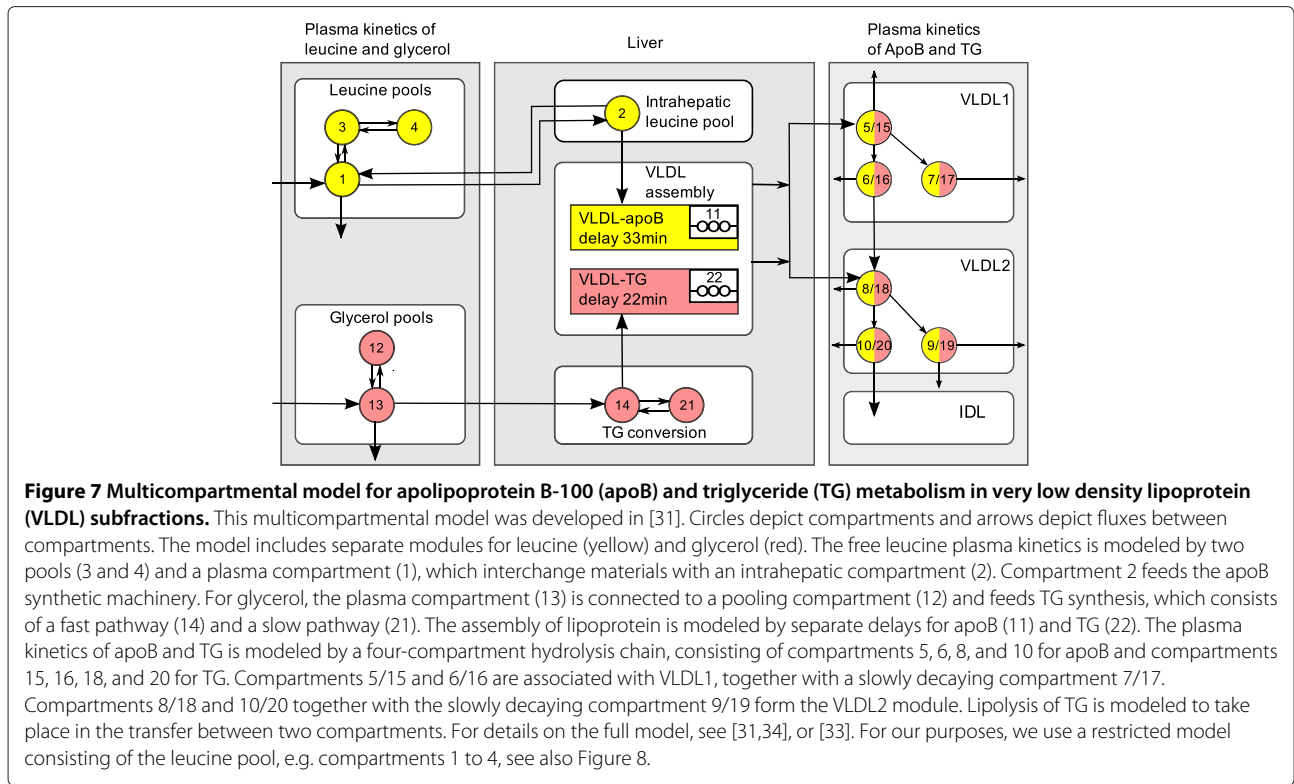 Plasma kinetics of
leucine and glycerol
Liver
Plasma kinetics
of ApoB and TG
Leucine pools
3
4
1
Glycerol pools
12
13
2
Intrahepatic
leucine pool
VLDL
assembly
VLDL-apoB
delay 33min
11
VLDL-TG
delay 22min
22
14
21
TG conversion
VLDL1
5/15
6/16
7/17
VLDL2
8/18
10/20
9/19
IDL
Figure 7 Multicompartmental model for apolipoprotein B-100 (apoB) and triglyceride (TG) metabolism in very low density lipoprotein
(VLDL) subfractions. This multicompartmental model was developed in [31]. Circles depict compartments and arrows depict fluxes between
compartments. The model includes separate modules for leucine (yellow) and glycerol (red). The free leucine plasma kinetics is modeled by two
pools (3 and 4) and a plasma compartment (1), which interchange materials with an intrahepatic compartment (2). Compartment 2 feeds the apoB
synthetic machinery. For glycerol, the plasma compartment (13) is connected to a pooling compartment (12) and feeds TG synthesis, which consists
of a fast pathway (14) and a slow pathway (21). The assembly of lipoprotein is modeled by separate delays for apoB (11) and TG (22). The plasma
kinetics of apoB and TG is modeled by a four-compartment hydrolysis chain, consisting of compartments 5, 6, 8, and 10 for apoB and compartments
15, 16, 18, and 20 for TG. Compartments 5/15 and 6/16 are associated with VLDL1, together with a slowly decaying compartment 7/17.
Compartments 8/18 and 10/20 together with the slowly decaying compartment 9/19 form the VLDL2 module. Lipolysis of TG is modeled to take
place in the transfer between two compartments. For details on the full model, see [31,34], or [33]. For our purposes, we use a restricted model
consisting of the leucine pool, e.g. compartments 1 to 4, see also Figure 8.